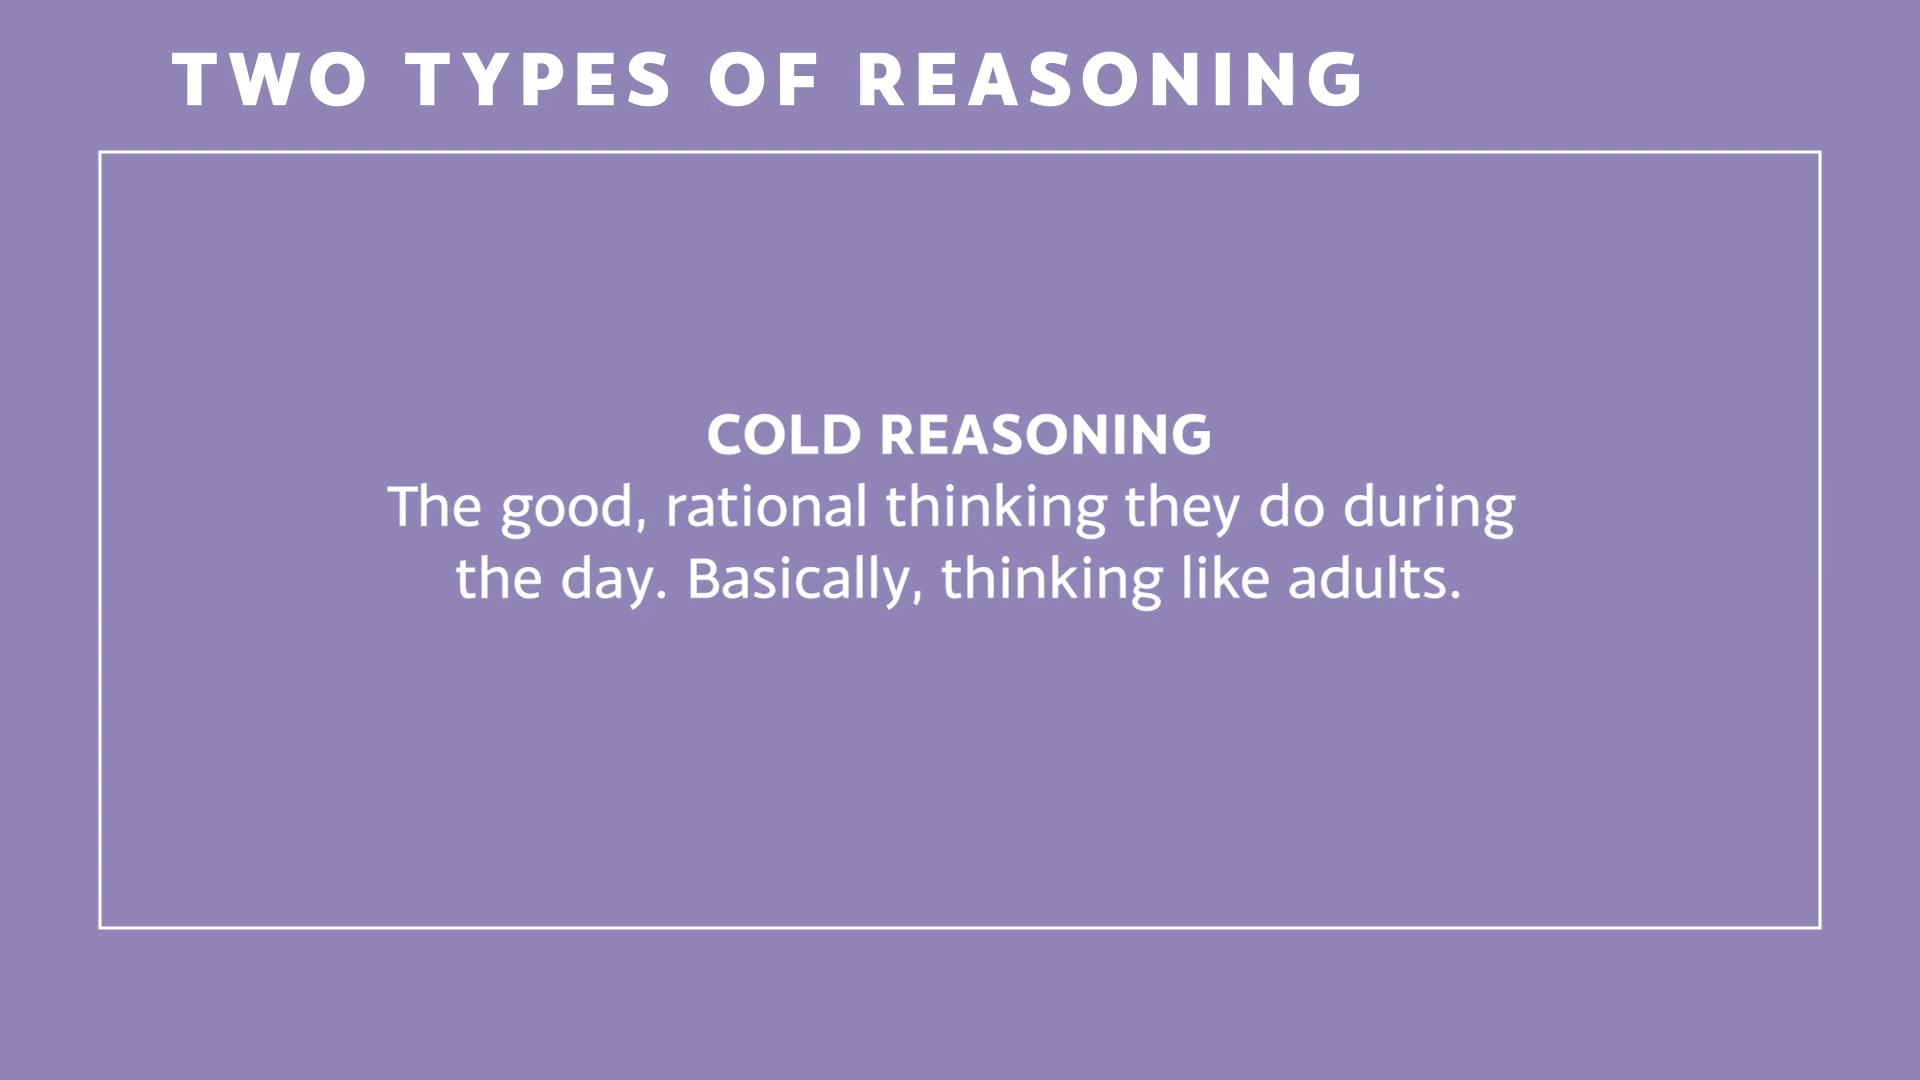 TWO TYPES OF REASONING
COLD REASONING
The good, rational thinking they do during
the day. Basically, thinking like adults.